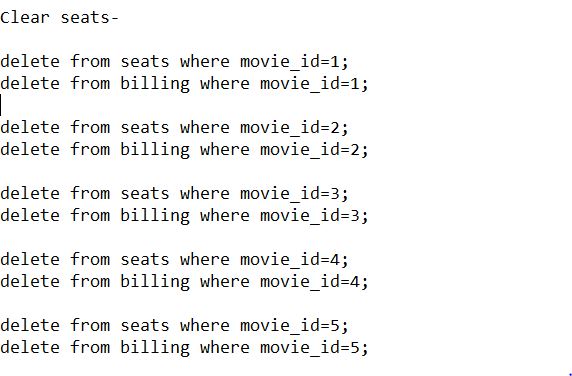 Clear seats-
delete from seats where movie_id=1;
delete from billing where movie_id=1;
delete from seats where movie_id=2;
delete from billing where movie_id=2;
delete from seats where movie_id=3;
delete from billing where movie_id=3;
delete from seats where movie_id=4;
delete from billing where movie_id=4;
delete from seats where movie_id=5;
delete from billing where movie_id=5;